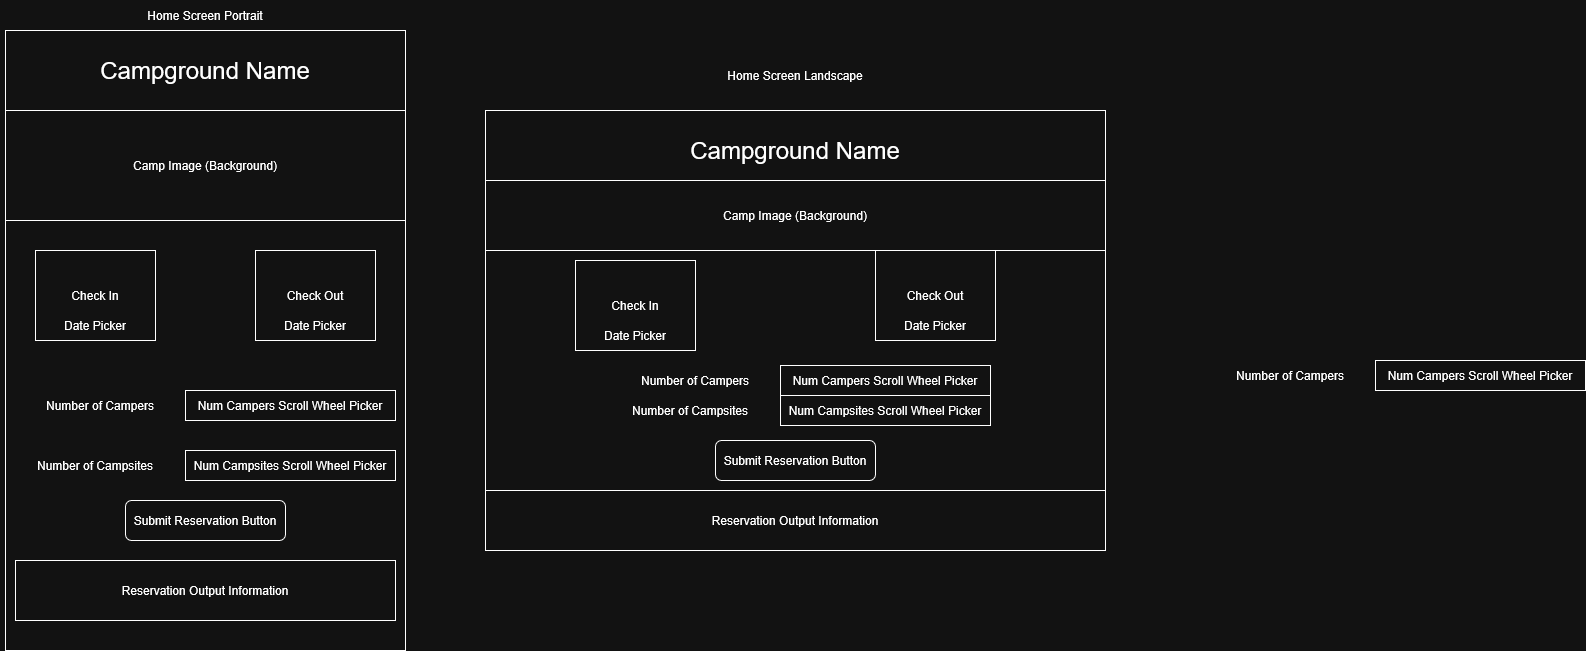 Home Screen Portrait
Campground Name
Camp Image (Background)
Check In
Date Picker
Check Out
Date Picker
Number of Campers
Num Campers Scroll Wheel Picker
Number of Campsites
Num Campsites Scroll Wheel Picker
Submit Reservation Button
Reservation Output Information
Home Screen Landscape
Campground Name
Camp Image (Background)
Check In
Date Picker
Check Out
Date Picker
Number of Campers
Num Campers Scroll Wheel Picker
Number of Campsites
Num Campsites Scroll Wheel Picker
Submit Reservation Button
Reservation Output Information
Number of Campers
Num Campers Scroll Wheel Picker